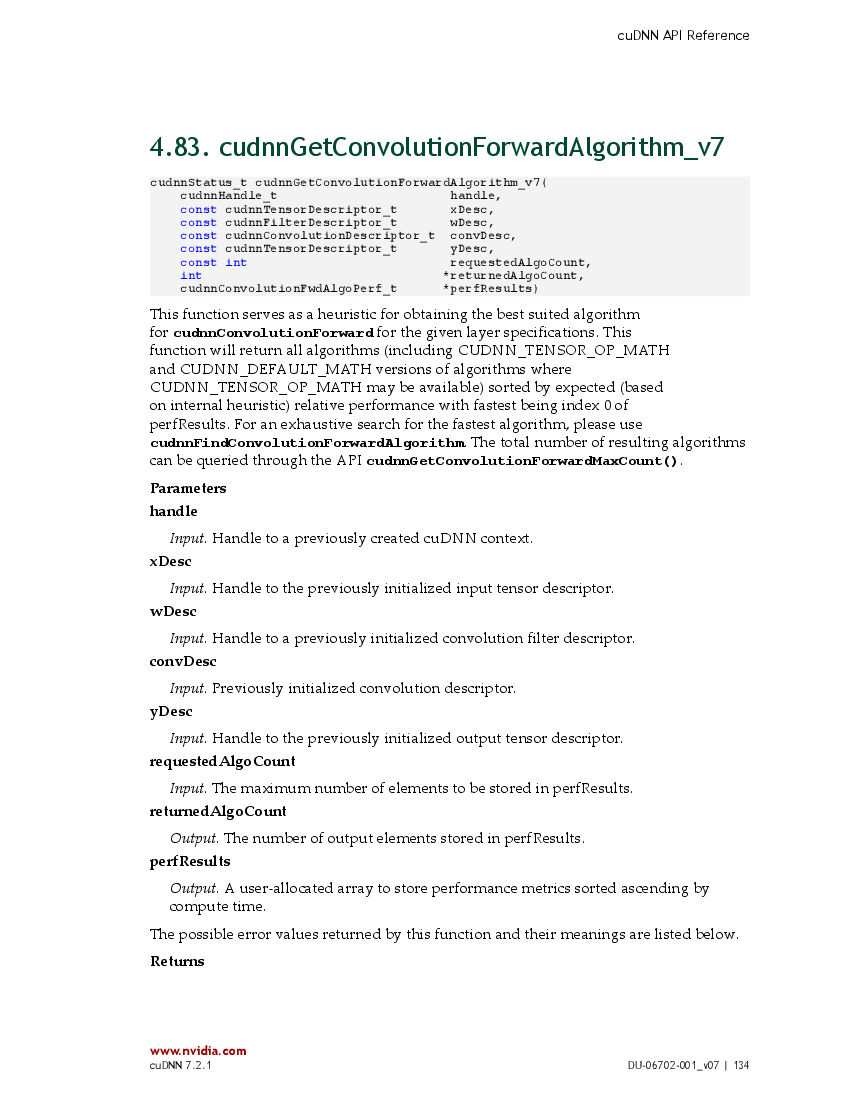 cuDNN API Reference
4.83. cudnnGetConvolutionForwardAlgorithm_v7
cudnnStatus_t cudnnGetConvolutionForwardAlgorithm_v7(
cudnnHandle_t handle,
const cudnnTensorDescriptor_t xDesc,
const cudnnFilterDescriptor_t wDesc,
const cudnnConvolutionDescriptor_t convDesc,
const cudnnTensorDescriptor_t yDesc,
const int requestedAlgoCount,
int *returnedAlgoCount,
cudnnConvolutionFwdAlgoPerf_t *perfResults)
This function serves as a heuristic for obtaining the best suited algorithm
for cudnnConvolutionForward for the given layer specifications. This
function will return all algorithms (including CUDNN_TENSOR_OP_MATH
and CUDNN_DEFAULT_MATH versions of algorithms where
CUDNN_TENSOR_OP_MATH may be available) sorted by expected (based
on internal heuristic) relative performance with fastest being index 0 of
perfResults. For an exhaustive search for the fastest algorithm, please use
cudnnFindConvolutionForwardAlgorithm. The total number of resulting algorithms
can be queried through the API cudnnGetConvolutionForwardMaxCount().
Parameters
handle
Input. Handle to a previously created cuDNN context.
xDesc
Input. Handle to the previously initialized input tensor descriptor.
wDesc
Input. Handle to a previously initialized convolution filter descriptor.
convDesc
Input. Previously initialized convolution descriptor.
yDesc
Input. Handle to the previously initialized output tensor descriptor.
requestedAlgoCount
Input. The maximum number of elements to be stored in perfResults.
returnedAlgoCount
Output. The number of output elements stored in perfResults.
perfResults
Output. A user-allocated array to store performance metrics sorted ascending by
compute time.
The possible error values returned by this function and their meanings are listed below.
Returns
www.nvidia.com
cuDNN 7.2.1 DU-06702-001_v07 | 134